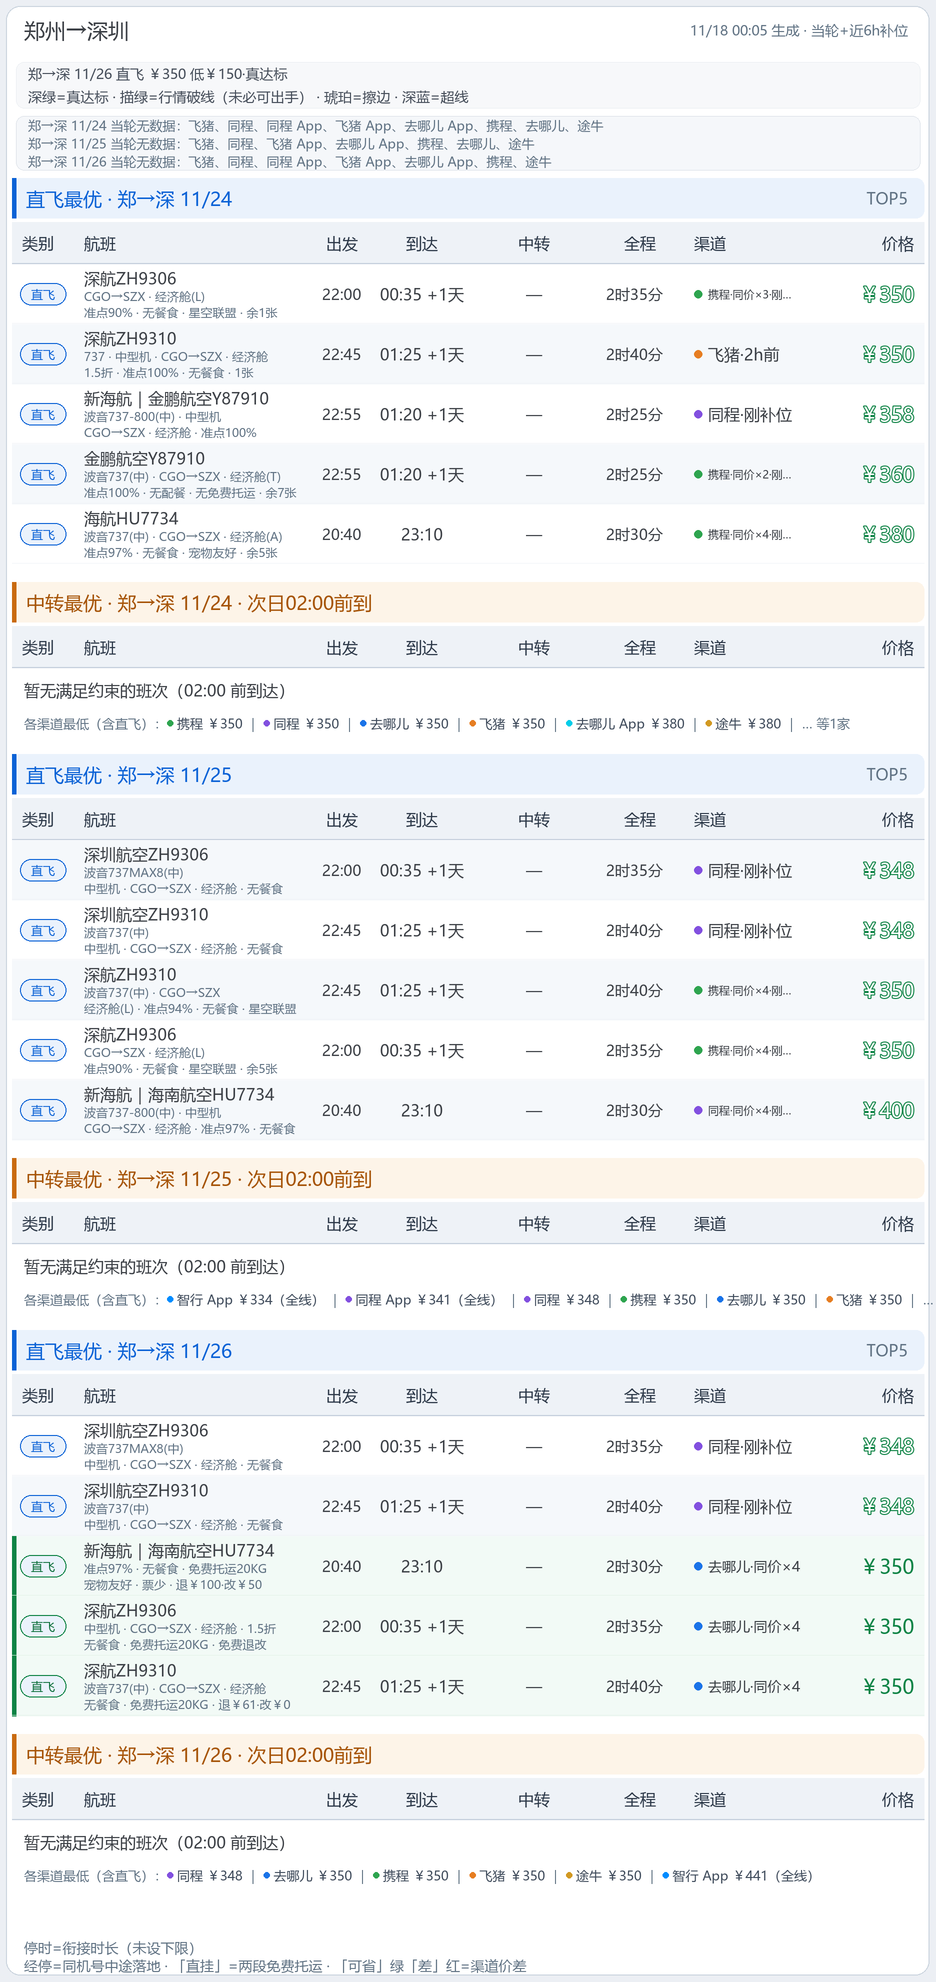 郑州→深圳
11/18 00:05 生成 · 当轮+近6h补位
郑→深 11/26 直飞 ¥350 低¥150·真达标
深绿=真达标 · 描绿=行情破线（未必可出手） · 琥珀=擦边 · 深蓝=超线
郑→深 11/24 当轮无数据：飞猪、同程、同程 App、飞猪 App、去哪儿 App、携程、去哪儿、途牛
郑→深 11/25 当轮无数据：飞猪、同程、飞猪 App、去哪儿 App、携程、去哪儿、途牛
郑→深 11/26 当轮无数据：飞猪、同程、同程 App、飞猪 App、去哪儿 App、携程、途牛
直飞最优 · 郑→深 11/24 TOP5
类别 航班 出发 到达 中转 全程 渠道 价格
深航ZH9306
直飞 CGO→SZX · 经济舱(L) 22:00 00:35 +1天 — 2时35分 携程·同价×3·刚... ¥350
准点90% · 无餐食 · 星空联盟 · 余1张
深航ZH9310
直飞 737 · 中型机 · CGO→SZX · 经济舱 22:45 01:25 +1天 — 2时40分 飞猪·2h前 ¥350
1.5折 · 准点100% · 无餐食 · 1张
新海航｜金鹏航空Y87910
直飞 波音737-800(中) · 中型机 22:55 01:20 +1天 — 2时25分 同程·刚补位 ¥358
CGO→SZX · 经济舱 · 准点100%
金鹏航空Y87910
直飞 波音737(中) · CGO→SZX · 经济舱(T) 22:55 01:20 +1天 — 2时25分 携程·同价×2·刚... ¥360
准点100% · 无配餐 · 无免费托运 · 余7张
海航HU7734
直飞 波音737(中) · CGO→SZX · 经济舱(A) 20:40 23:10 — 2时30分 携程·同价×4·刚... ¥380
准点97% · 无餐食 · 宠物友好 · 余5张
中转最优 · 郑→深 11/24 · 次日02:00前到
类别 航班 出发 到达 中转 全程 渠道 价格
暂无满足约束的班次（02:00 前到达）
各渠道最低（含直飞）: 携程 ¥350 | 同程 ¥350 | 去哪儿 ¥350 | 飞猪 ¥350 | 去哪儿 App ¥380 | 途牛 ¥380 | ... 等1家
直飞最优 · 郑→深 11/25 TOP5
类别 航班 出发 到达 中转 全程 渠道 价格
深圳航空ZH9306
直飞 波音737MAX8(中) 22:00 00:35 +1天 — 2时35分 同程·刚补位 ¥348
中型机 · CGO→SZX · 经济舱 · 无餐食
深圳航空ZH9310
直飞 波音737(中) 22:45 01:25 +1天 — 2时40分 同程·刚补位 ¥348
中型机 · CGO→SZX · 经济舱 · 无餐食
深航ZH9310
直飞 波音737(中) · CGO→SZX 22:45 01:25 +1天 — 2时40分 携程·同价×4·刚... ¥350
经济舱(L) · 准点94% · 无餐食 · 星空联盟
深航ZH9306
直飞 CGO→SZX · 经济舱(L) 22:00 00:35 +1天 — 2时35分 携程·同价×4·刚... ¥350
准点90% · 无餐食 · 星空联盟 · 余5张
新海航｜海南航空HU7734
直飞 波音737-800(中) · 中型机 20:40 23:10 — 2时30分 同程·同价×4·刚... ¥400
CGO→SZX · 经济舱 · 准点97% · 无餐食
中转最优 · 郑→深 11/25 · 次日02:00前到
类别 航班 出发 到达 中转 全程 渠道 价格
暂无满足约束的班次（02:00 前到达）
各渠道最低（含直飞）: 智行 App ¥334（全线） | 同程 App ¥341（全线） | 同程 ¥348 | 携程 ¥350 | 去哪儿 ¥350 | 飞猪 ¥350 | ...
直飞最优 · 郑→深 11/26 TOP5
类别 航班 出发 到达 中转 全程 渠道 价格
深圳航空ZH9306
直飞 波音737MAX8(中) 22:00 00:35 +1天 — 2时35分 同程·刚补位 ¥348
中型机 · CGO→SZX · 经济舱 · 无餐食
深圳航空ZH9310
直飞 波音737(中) 22:45 01:25 +1天 — 2时40分 同程·刚补位 ¥348
中型机 · CGO→SZX · 经济舱 · 无餐食
新海航｜海南航空HU7734
直飞 准点97% · 无餐食 · 免费托运20KG 20:40 23:10 — 2时30分 去哪儿·同价×4 ¥350
宠物友好 · 票少 · 退¥100·改¥50
深航ZH9306
直飞 中型机 · CGO→SZX · 经济舱 · 1.5折 22:00 00:35 +1天 — 2时35分 去哪儿·同价×4 ¥350
无餐食 · 免费托运20KG · 免费退改
深航ZH9310
直飞 波音737(中) · CGO→SZX · 经济舱 22:45 01:25 +1天 — 2时40分 去哪儿·同价×4 ¥350
无餐食 · 免费托运20KG · 退¥61·改¥0
中转最优 · 郑→深 11/26 · 次日02:00前到
类别 航班 出发 到达 中转 全程 渠道 价格
暂无满足约束的班次（02:00 前到达）
各渠道最低（含直飞）: 同程 ¥348 | 去哪儿 ¥350 | 携程 ¥350 | 飞猪 ¥350 | 途牛 ¥350 | 智行 App ¥441（全线）
停时=衔接时长（未设下限）
经停=同机号中途落地 · 「直挂」=两段免费托运 · 「可省」绿「差」红=渠道价差